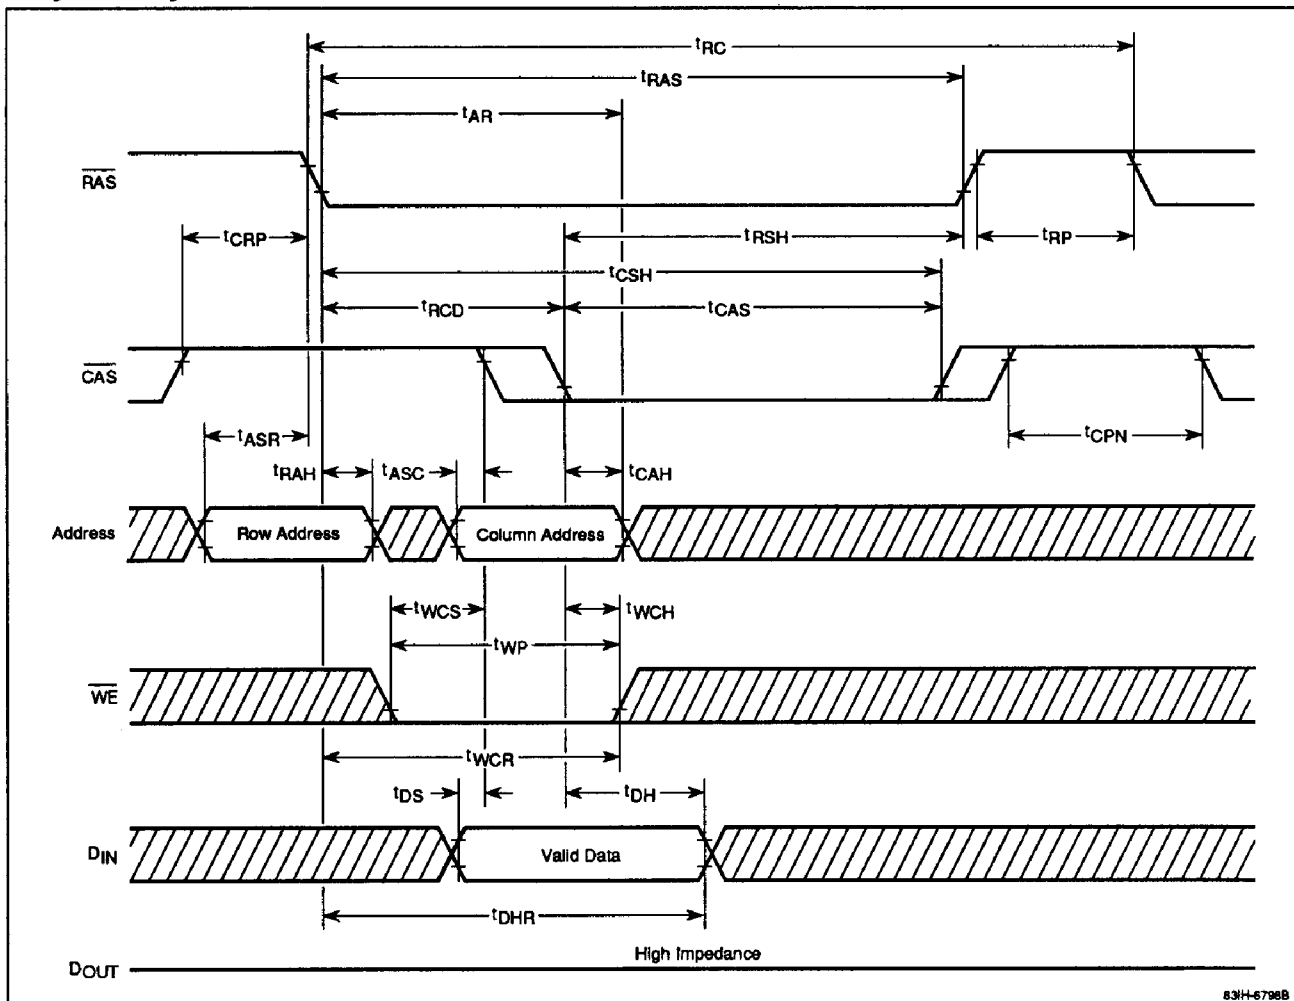 tRC
tRAS
tAR
RAS
tCRP
tRSH
tRP
tCSH
tRCD
tCAS
CAS
tASR
tCPN
tRAH
tASC
tCAH
Address
Row Address
Column Address
tWCS
tWCH
tWP
WE
tWCR
tDS
tDH
DIN
Valid Data
tDHR
High Impedance
DOUT
83IH-6798B